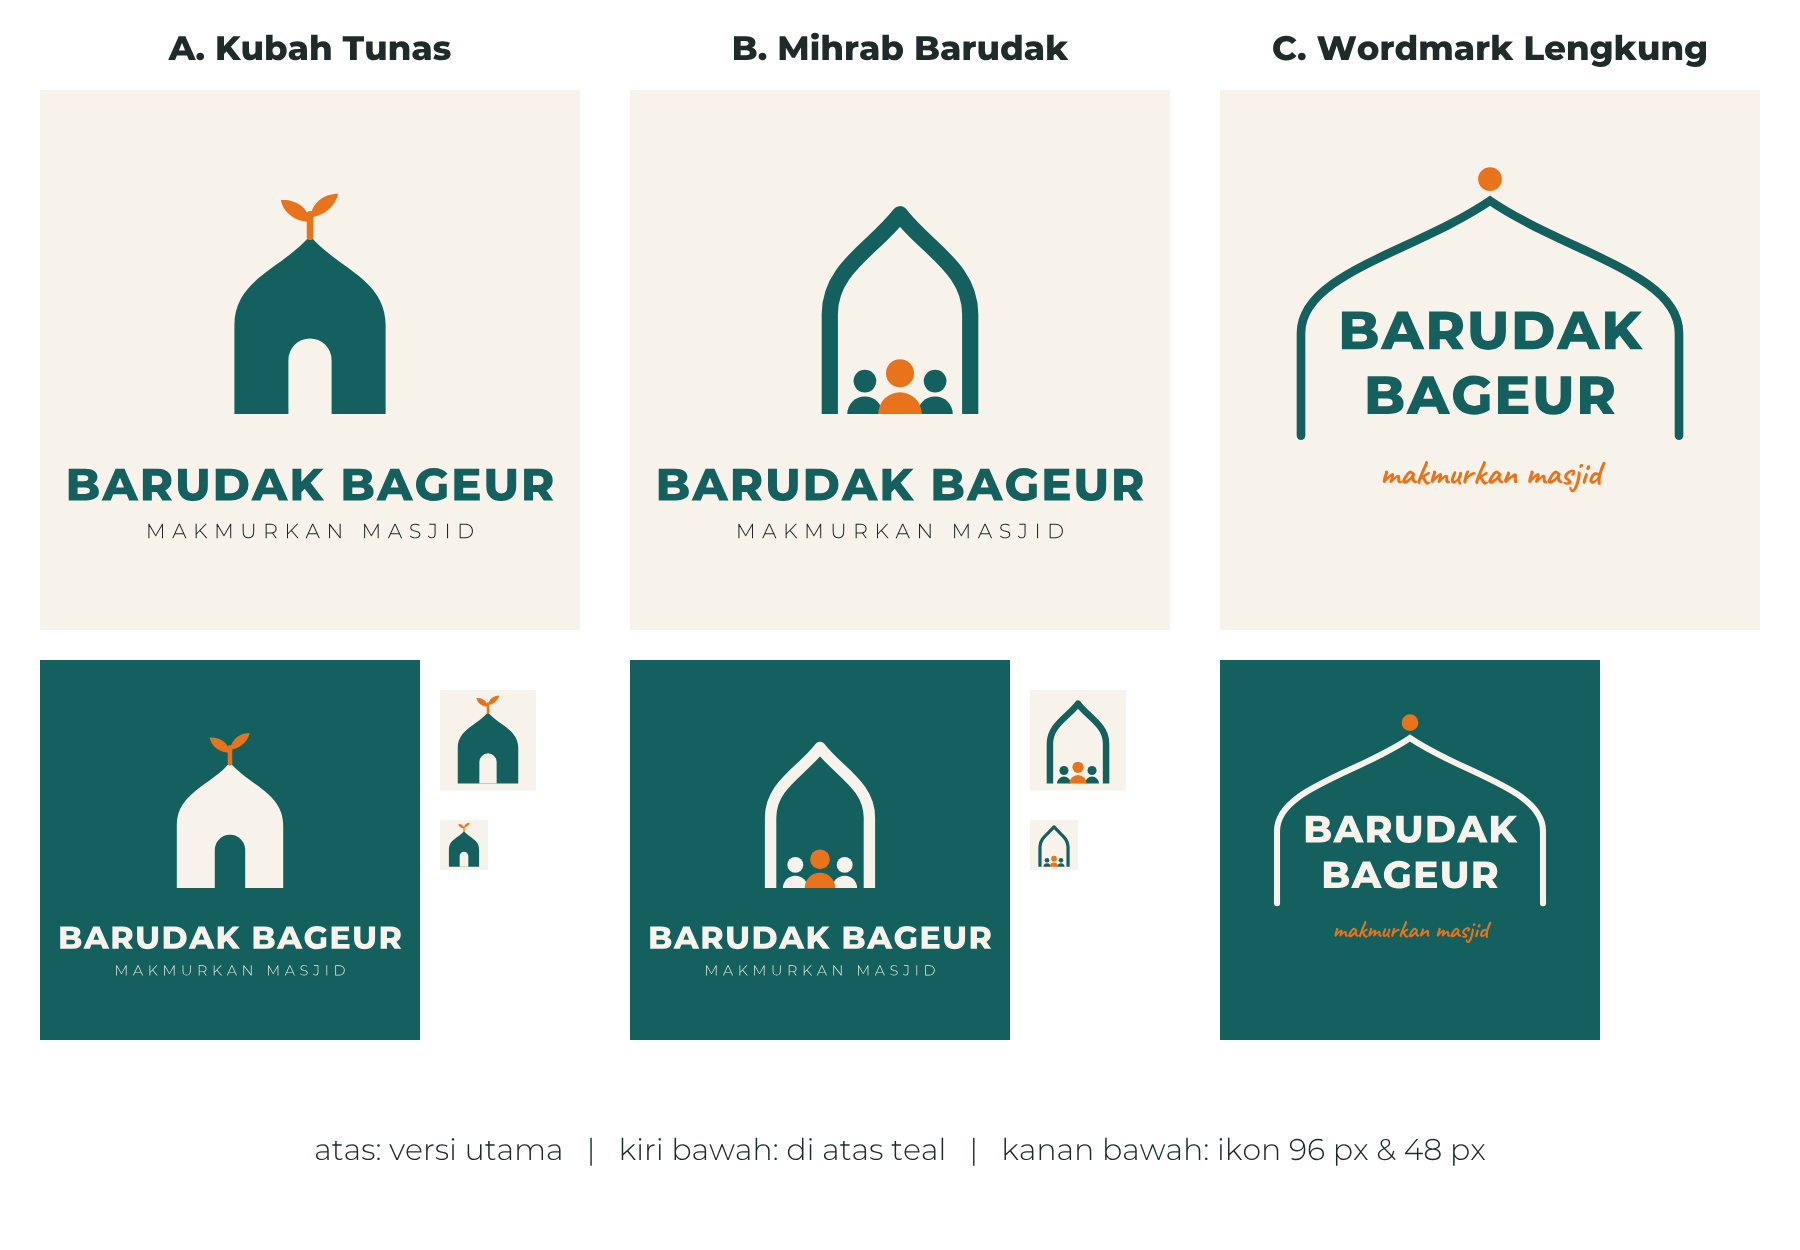 A. Kubah Tunas
B. Mihrab Barudak
C. Wordmark Lengkung
BARUDAK BAGEUR
MAKMURKAN MASJID
BARUDAK BAGEUR
MAKMURKAN MASJID
BARUDAK
BAGEUR
makmurkan masjid
BARUDAK BAGEUR
MAKMURKAN MASJID
BARUDAK BAGEUR
MAKMURKAN MASJID
BARUDAK
BAGEUR
makmurkan masjid
atas: versi utama | kiri bawah: di atas teal | kanan bawah: ikon 96 px & 48 px